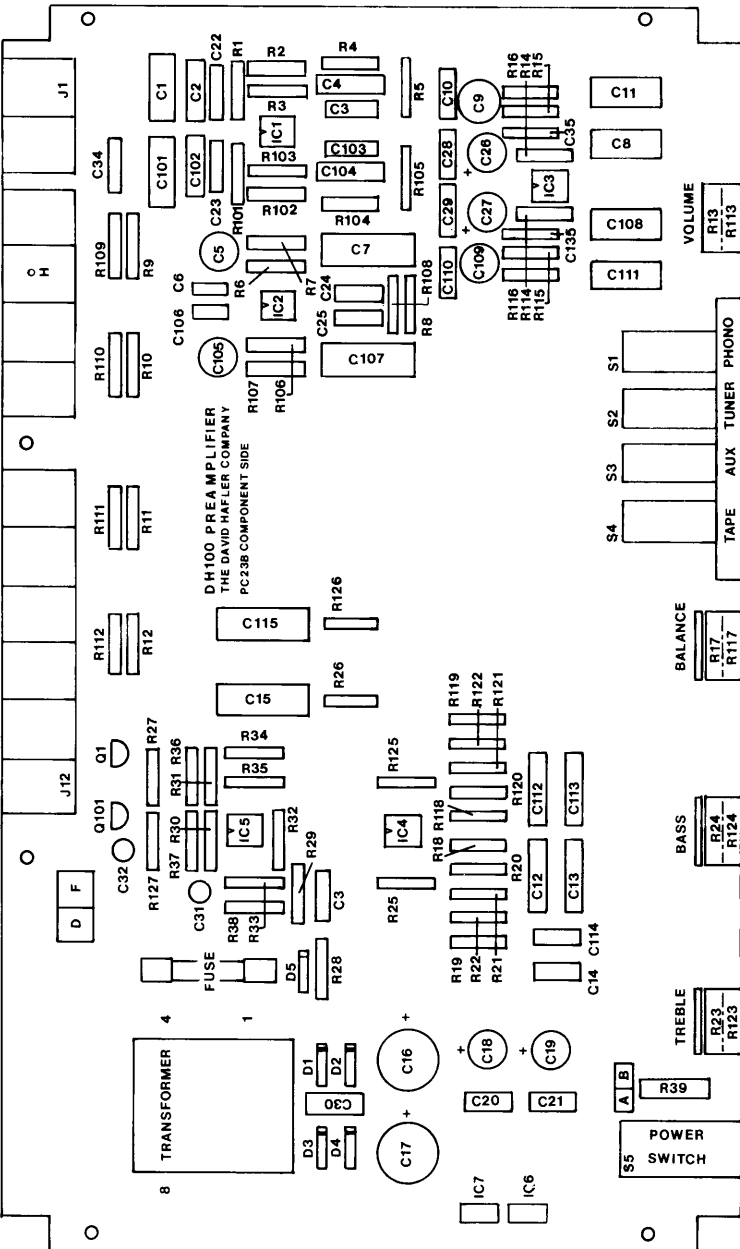 J1
C1
C2
C22
R1
R2
R3
R4
C4
C3
R5
C10
C9
R16
R14
R15
C11
C34
C101
C102
C23
R101
IC1
R103
R102
C103
C104
R104
R105
C28
C26
+
C35
IC3
C8
H
R109
R9
C5
R6
R7
C7
C29
+
C27
C110
C109
C135
R116
R114
R115
C108
C111
VOLUME
R13
R113
C6
C106
IC2
C24
C25
R108
R8
R110
R10
C105
R107
R106
C107
S1
PHONO
S2
TUNER
S3
AUX
S4
TAPE
DH100 PREAMPLIFIER
THE DAVID HAFLER COMPANY
PC23B COMPONENT SIDE
R111
R11
R112
R12
C115
R126
C15
R26
BALANCE
R17
R117
J12
Q1
R27
R36
R31
R34
R35
R125
R119
R122
R121
R120
R118
C112
C113
Q101
C32
R127
R30
R37
IC5
R32
R29
IC4
R18
R20
C12
C13
BASS
R24
R124
F
D
C31
R38
R33
C3
R25
R19
R22
R21
C114
C14
FUSE
D5
R28
TREBLE
R23
R123
4
1
TRANSFORMER
8
D1
D2
C30
D3
D4
+
C16
+
C17
+
C18
+
C19
C20
C21
A
B
R39
IC7
IC6
S5
POWER
SWITCH